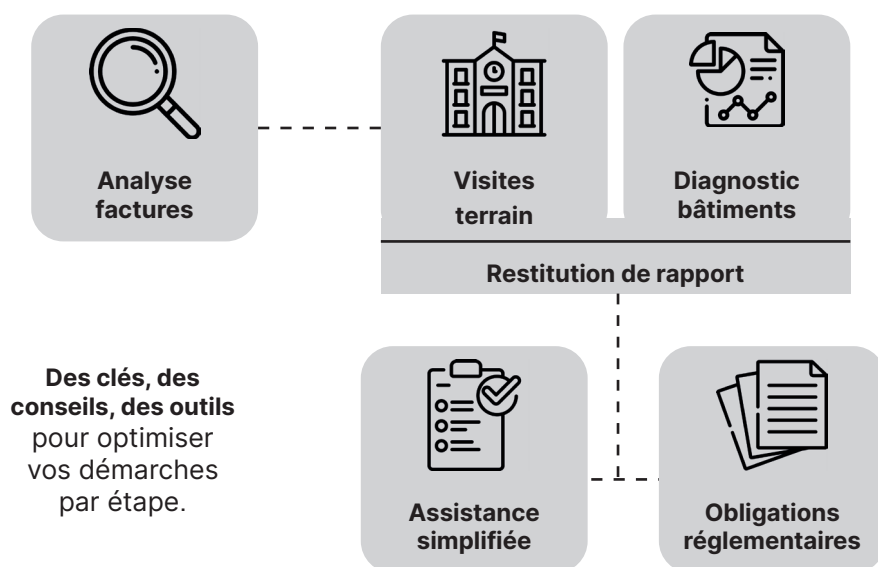 Analyse
factures
Visites
terrain
Diagnostic
bâtiments
Restitution de rapport
Des clés, des
conseils, des outils
pour optimiser
vos démarches
par étape.
Assistance
simplifiée
Obligations
réglementaires